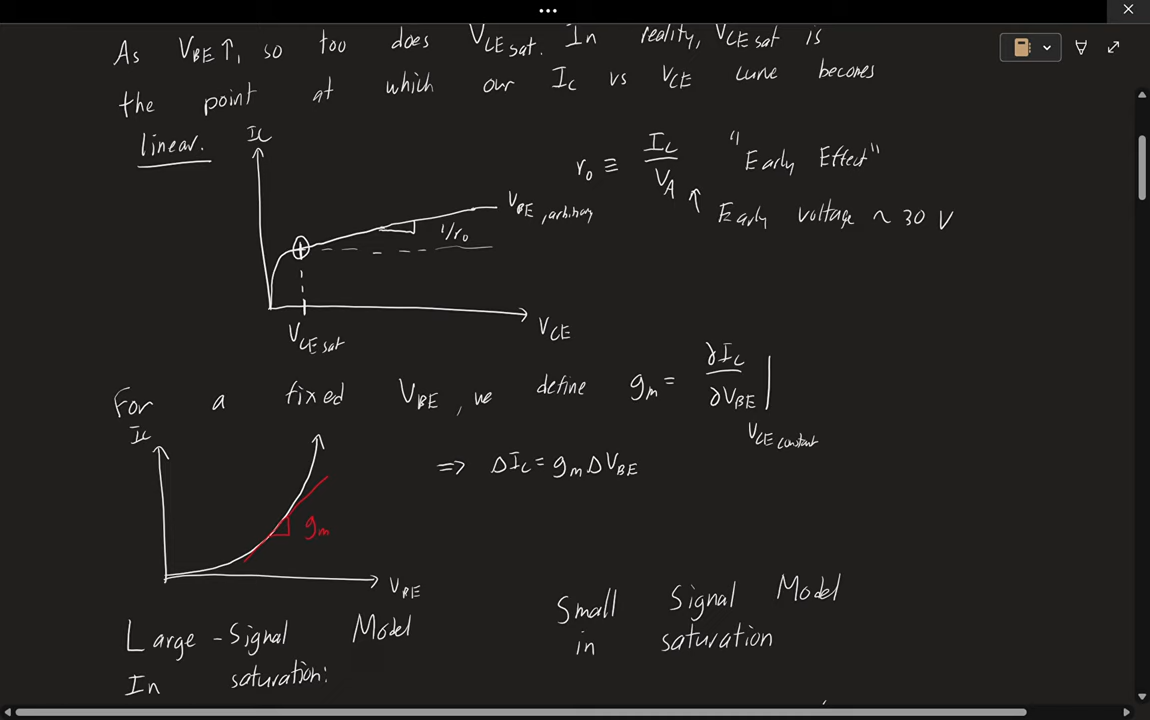 As V_BE ↑, so too does V_CE sat. In reality, V_CE sat is
the point at which our I_C vs V_CE curve becomes
linear.
I_C
r_o ≡ I_C / V_A "Early Effect"
Early voltage ~ 30 V
V_BE, arbitrary
1/r_o
V_CE sat
V_CE
For a fixed V_BE, we define g_m = ∂I_C / ∂V_BE | V_CE constant
I_C
=> ΔI_C = g_m ΔV_BE
g_m
V_BE
Large-Signal Model
In saturation:
Small Signal Model
in saturation